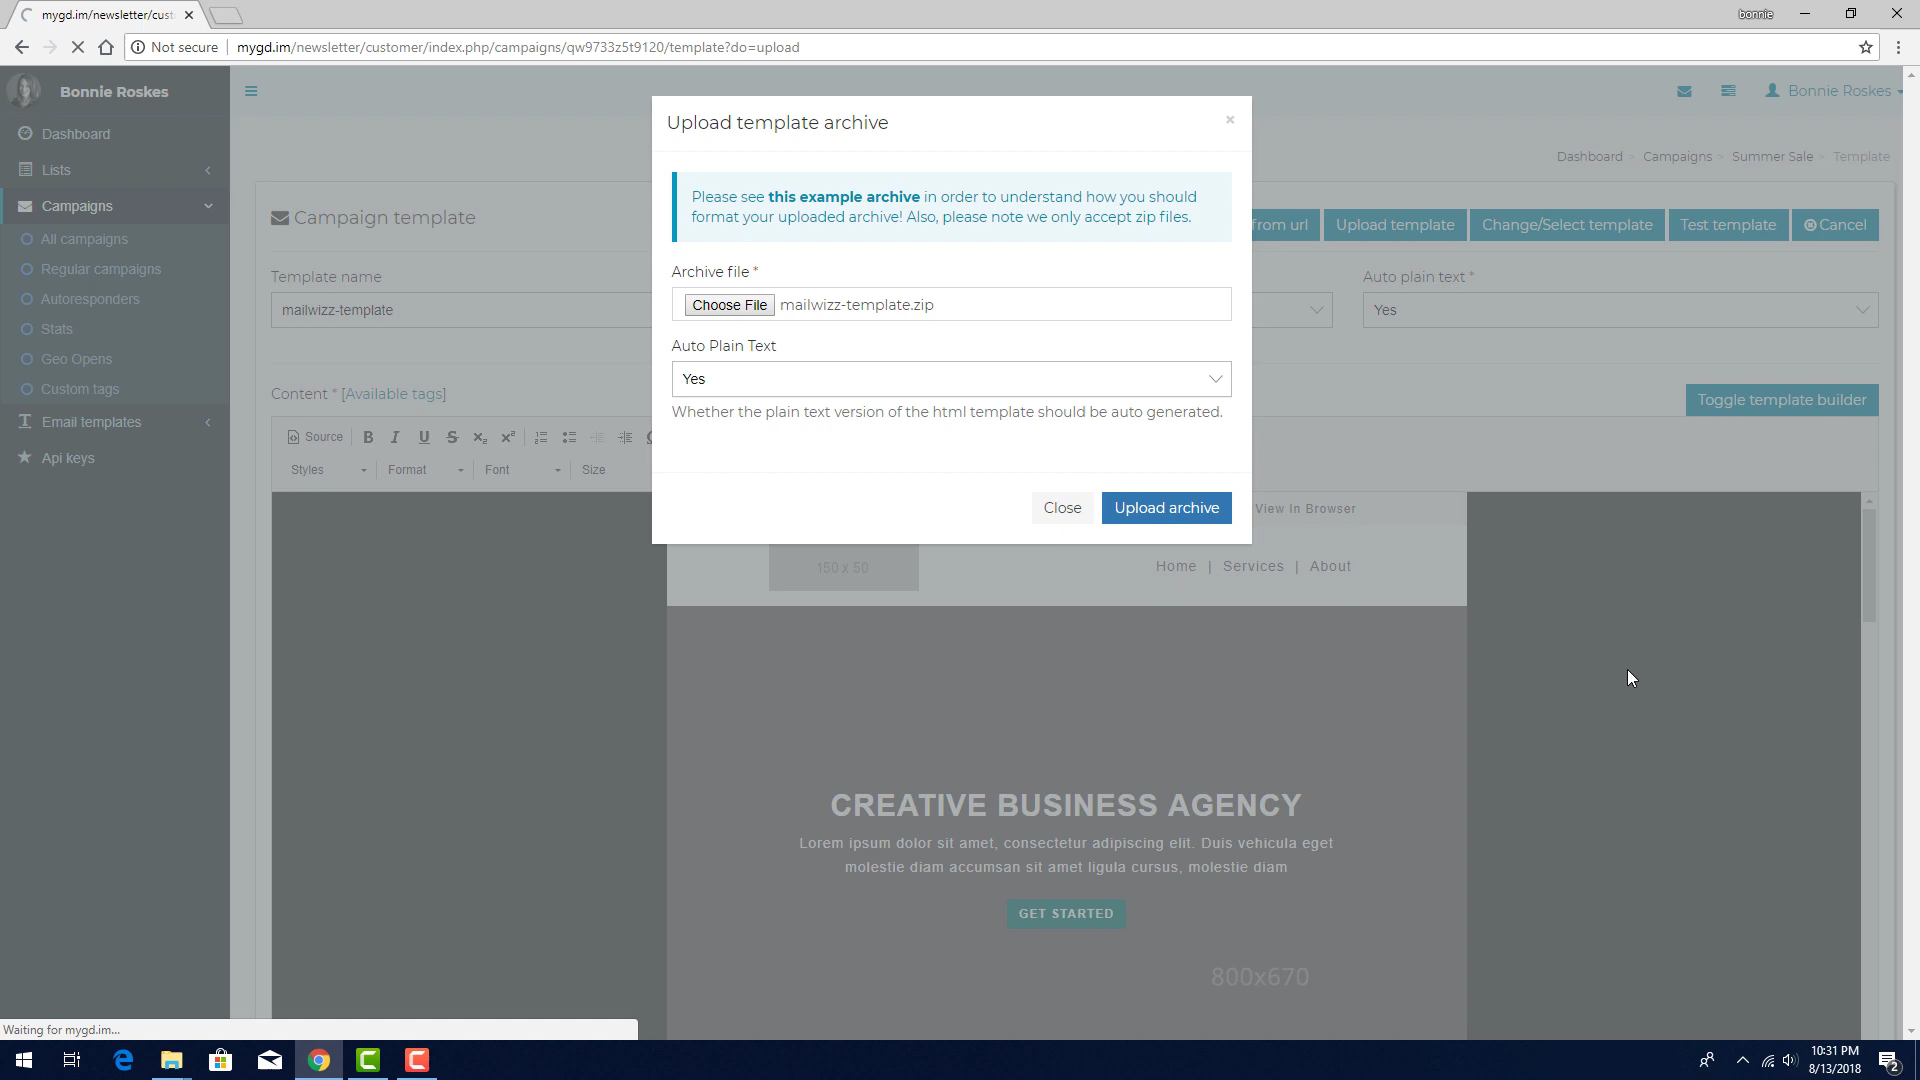 mygd.im/newsletter/cust
bonnie
Not secure
mygd.im/newsletter/customer/index.php/campaigns/qw9733z5t9120/template?do=upload
Bonnie Roskes
Dashboard
Lists
Campaigns
All campaigns
Regular campaigns
Autoresponders
Stats
Geo Opens
Custom tags
Email templates
Api keys
Bonnie Roskes
Dashboard
Campaigns
Summer Sale
Template
Campaign template
from url
Upload template
Change/Select template
Test template
Cancel
Template name
mailwizz-template
Auto plain text *
Yes
Content * [Available tags]
Toggle template builder
Source
Styles
Format
Font
Size
Upload template archive
×
Please see this example archive in order to understand how you should
format your uploaded archive! Also, please note we only accept zip files.
Archive file *
Choose File mailwizz-template.zip
Auto Plain Text
Yes
Whether the plain text version of the html template should be auto generated.
Close
Upload archive
View In Browser
150 x 50
Home | Services | About
CREATIVE BUSINESS AGENCY
Lorem ipsum dolor sit amet, consectetur adipiscing elit. Duis vehicula eget
molestie diam accumsan sit amet ligula cursus, molestie diam
GET STARTED
800x670
Waiting for mygd.im...
10:31 PM
8/13/2018
2